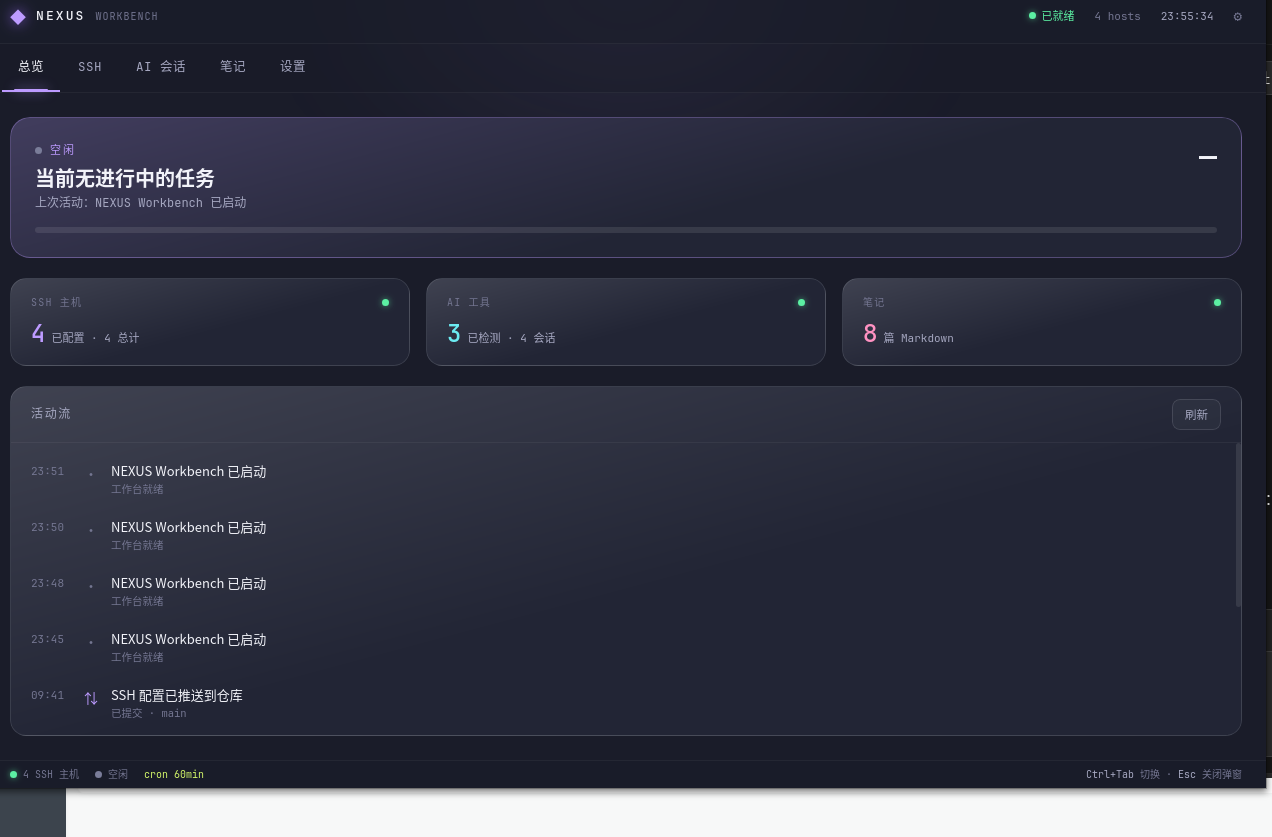 NEXUS WORKBENCH 已就绪 4 hosts 23:55:34
总览 SSH AI 会话 笔记 设置
空闲
当前无进行中的任务
上次活动: NEXUS Workbench 已启动
SSH 主机
4 已配置 · 4 总计
AI 工具
3 已检测 · 4 会话
笔记
8 篇 Markdown
活动流 刷新
23:51 NEXUS Workbench 已启动
工作台就绪
23:50 NEXUS Workbench 已启动
工作台就绪
23:48 NEXUS Workbench 已启动
工作台就绪
23:45 NEXUS Workbench 已启动
工作台就绪
09:41 SSH 配置已推送到仓库
已提交 · main
4 SSH 主机 空闲 cron 60min Ctrl+Tab 切换 · Esc 关闭弹窗